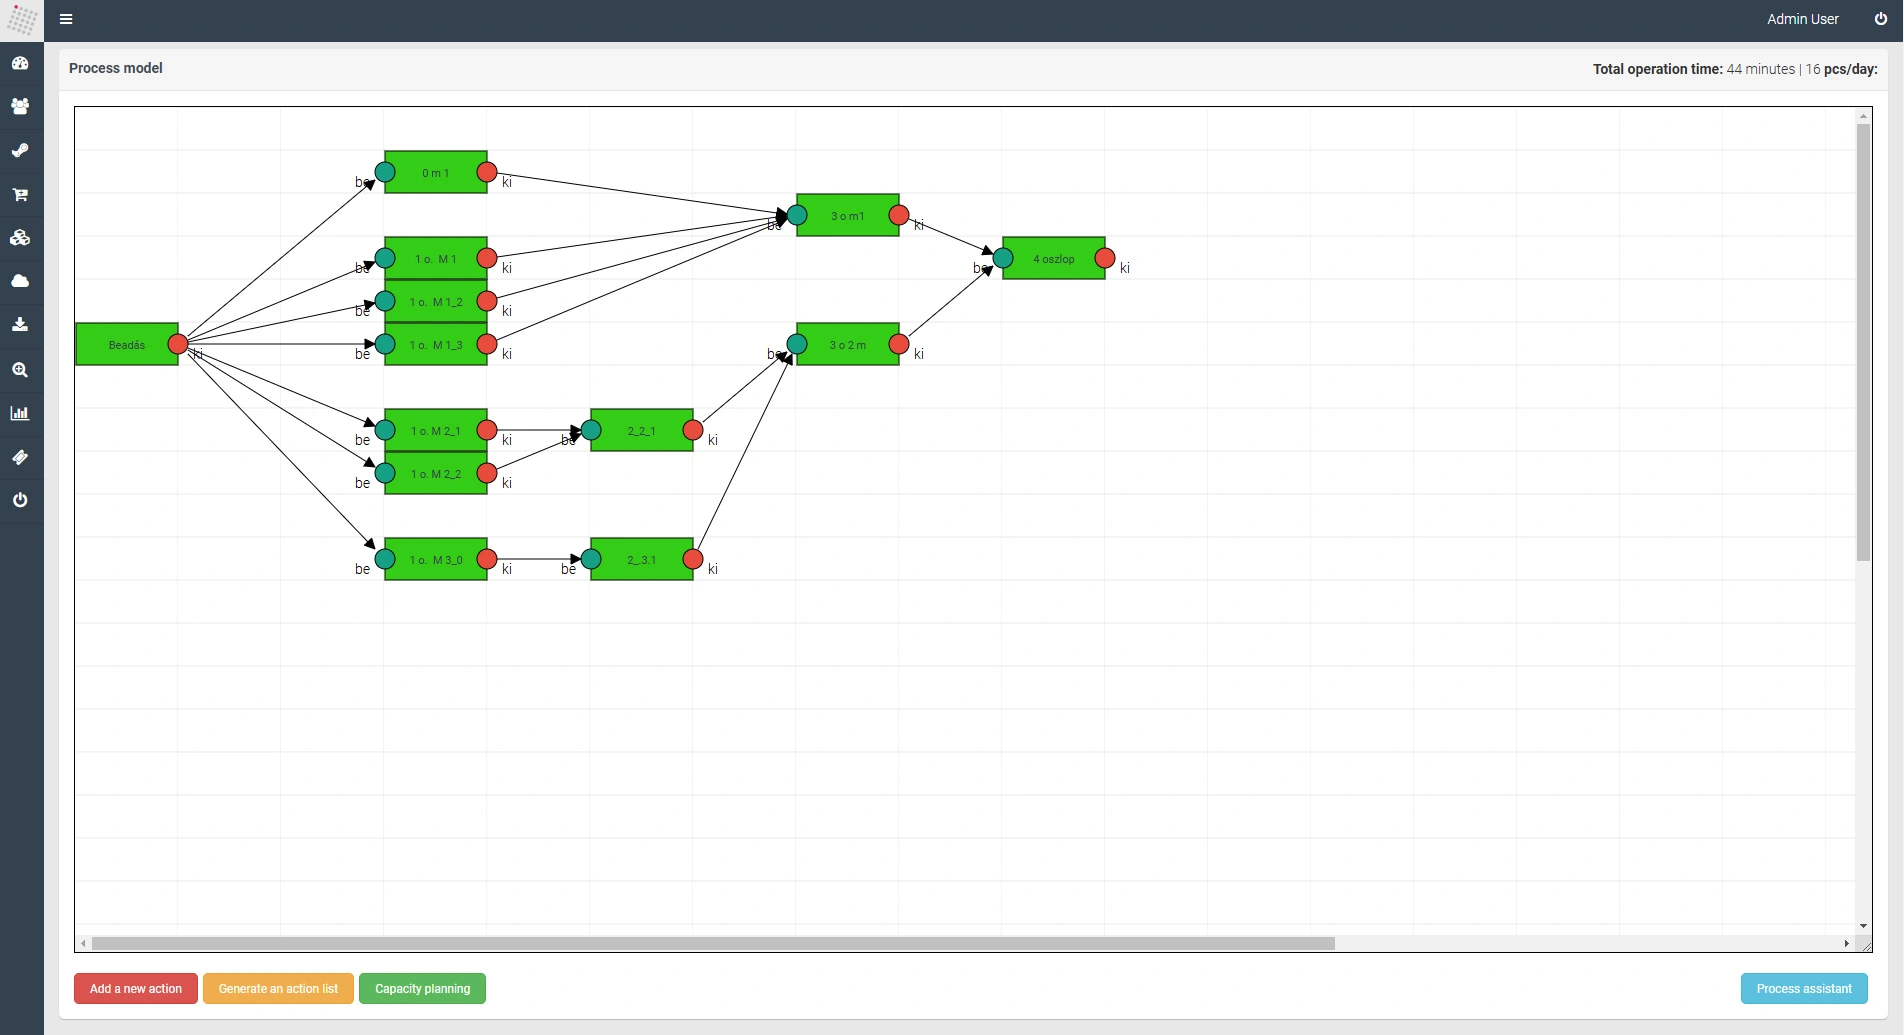 Admin User
Process model
Total operation time: 44 minutes | 16 pcs/day:
be 0 m 1 ki
be 3 o m1 ki
be 1 o. M 1 ki
be 4 oszlop ki
be 1 o. M 1_2 ki
Beadás ki
be 1 o. M 1_3 ki
be 3 o 2 m ki
be 1 o. M 2_1 ki
be 2_2_1 ki
be 1 o. M 2_2 ki
be 1 o. M 3_0 ki
be 2_.3.1 ki
Add a new action
Generate an action list
Capacity planning
Process assistant